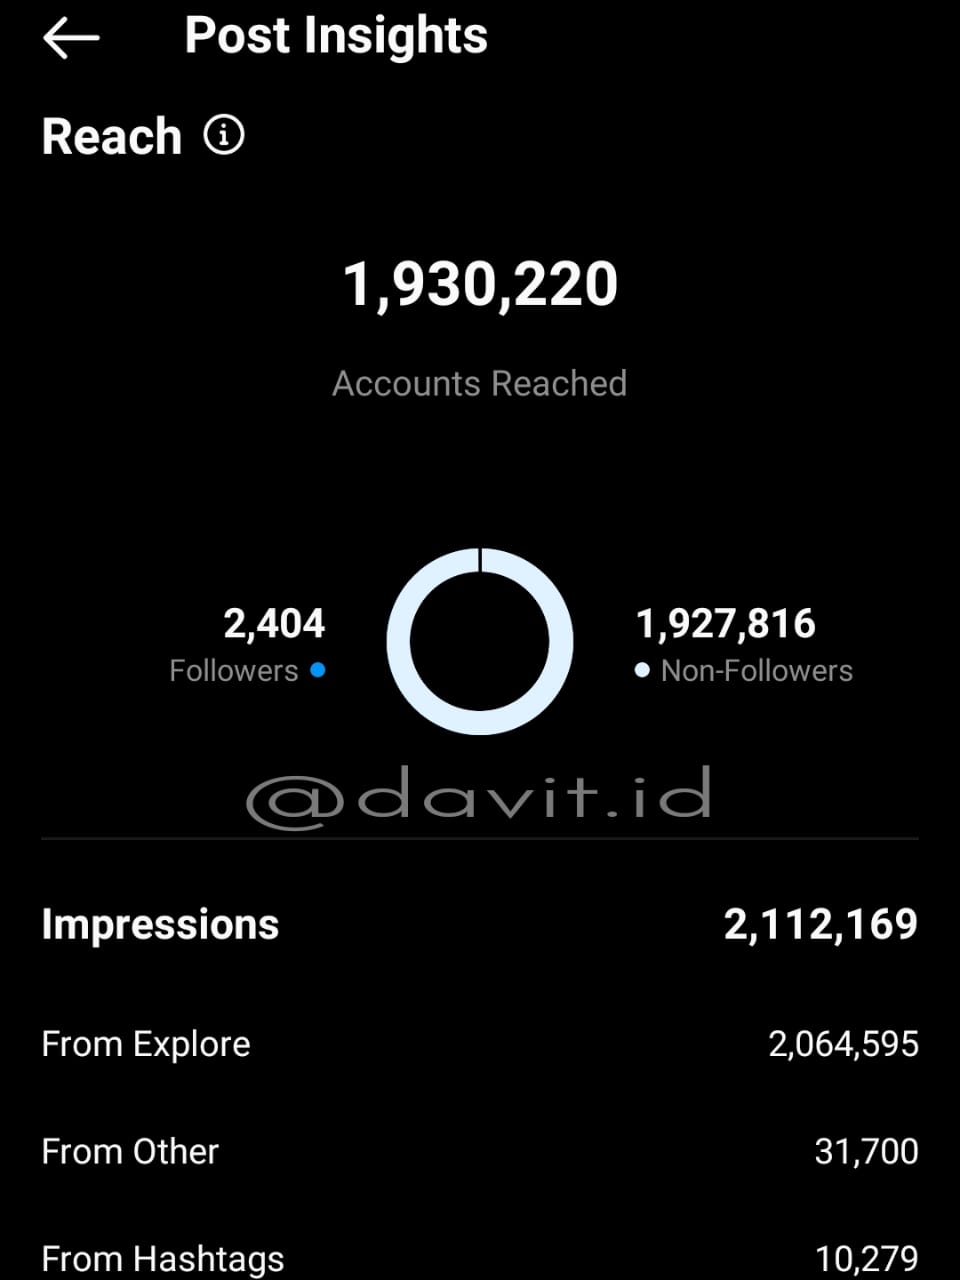 Post Insights
Reach
1,930,220
Accounts Reached
2,404
Followers
1,927,816
Non-Followers
@davit.id
Impressions 2,112,169
From Explore 2,064,595
From Other 31,700
From Hashtags 10,279